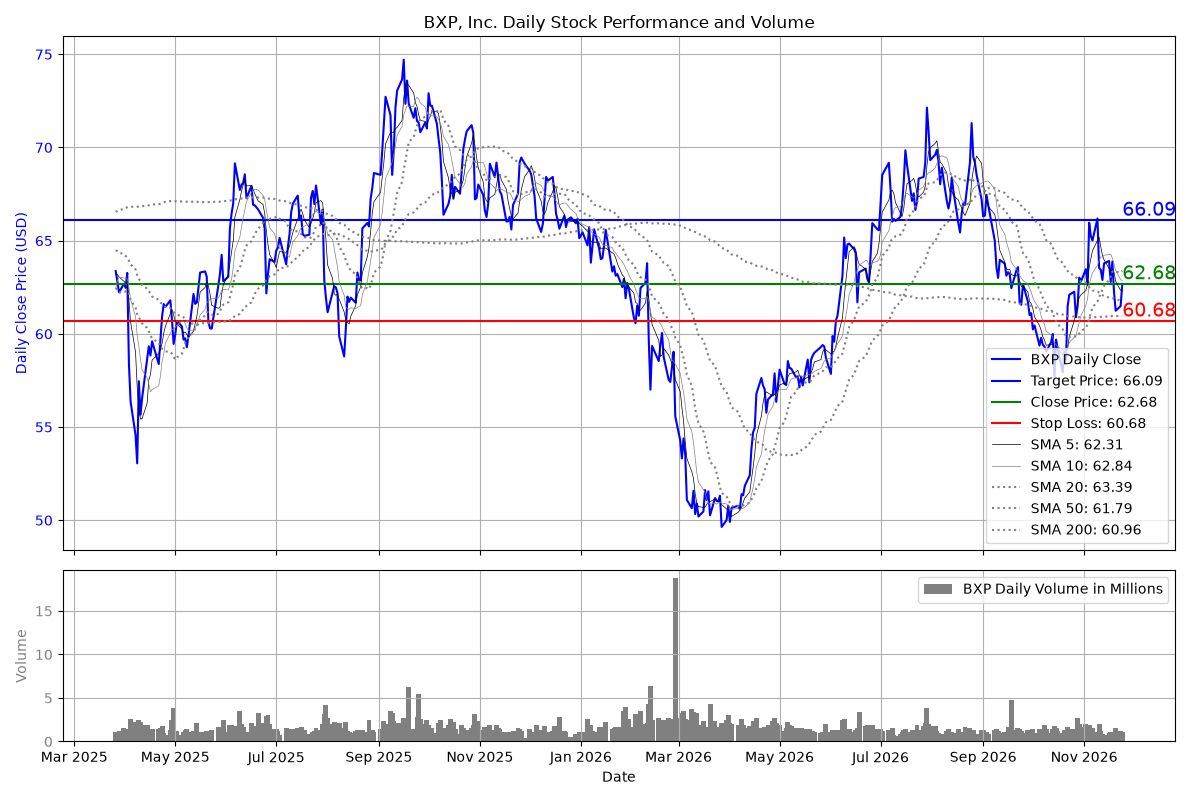 BXP, Inc. Daily Stock Performance and Volume
Daily Close Price (USD)
75
70
65
60
55
50
66.09
62.68
60.68
BXP Daily Close
Target Price: 66.09
Close Price: 62.68
Stop Loss: 60.68
SMA 5: 62.31
SMA 10: 62.84
SMA 20: 63.39
SMA 50: 61.79
SMA 200: 60.96
Volume
15
10
5
0
BXP Daily Volume in Millions
Mar 2025 May 2025 Jul 2025 Sep 2025 Nov 2025 Jan 2026 Mar 2026 May 2026 Jul 2026 Sep 2026 Nov 2026
Date